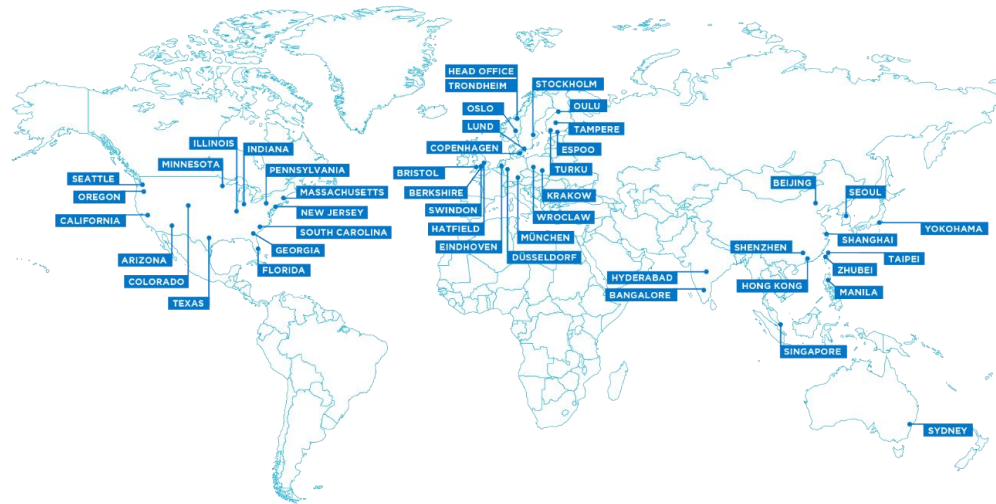 HEAD OFFICE
TRONDHEIM
STOCKHOLM
OSLO
OULU
LUND
TAMPERE
COPENHAGEN
ESPOO
ILLINOIS
INDIANA
MINNESOTA
PENNSYLVANIA
BRISTOL
TURKU
SEATTLE
MASSACHUSETTS
BERKSHIRE
KRAKOW
BEIJING
SEOUL
OREGON
NEW JERSEY
SWINDON
WROCLAW
CALIFORNIA
SOUTH CAROLINA
HATFIELD
MÜNCHEN
YOKOHAMA
GEORGIA
EINDHOVEN
DÜSSELDORF
SHENZHEN
SHANGHAI
ARIZONA
FLORIDA
TAIPEI
COLORADO
HYDERABAD
HONG KONG
ZHUBEI
TEXAS
BANGALORE
MANILA
SINGAPORE
SYDNEY